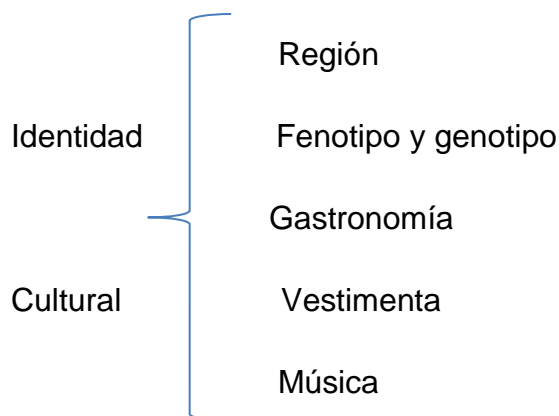 Región
Identidad
Fenotipo y genotipo
Gastronomía
Cultural
Vestimenta
Música